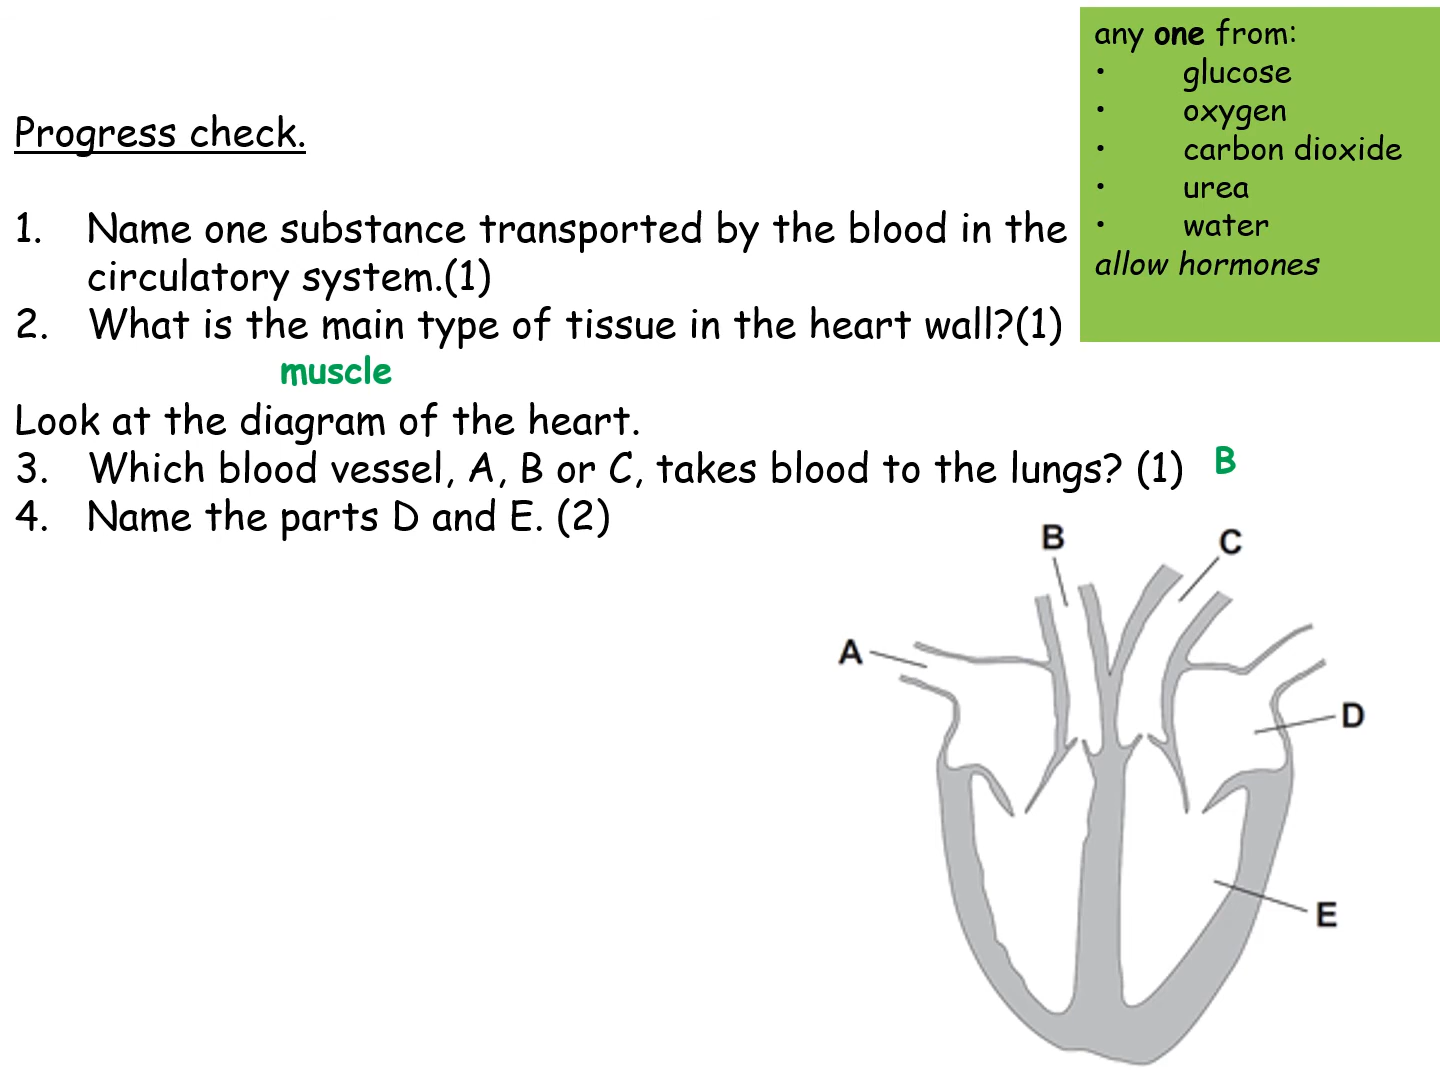 any one from:
• glucose
• oxygen
• carbon dioxide
• urea
• water
allow hormones
Progress check.
1. Name one substance transported by the blood in the
circulatory system.(1)
2. What is the main type of tissue in the heart wall?(1)
muscle
Look at the diagram of the heart.
3. Which blood vessel, A, B or C, takes blood to the lungs? (1) B
4. Name the parts D and E. (2)
B
C
A
D
E